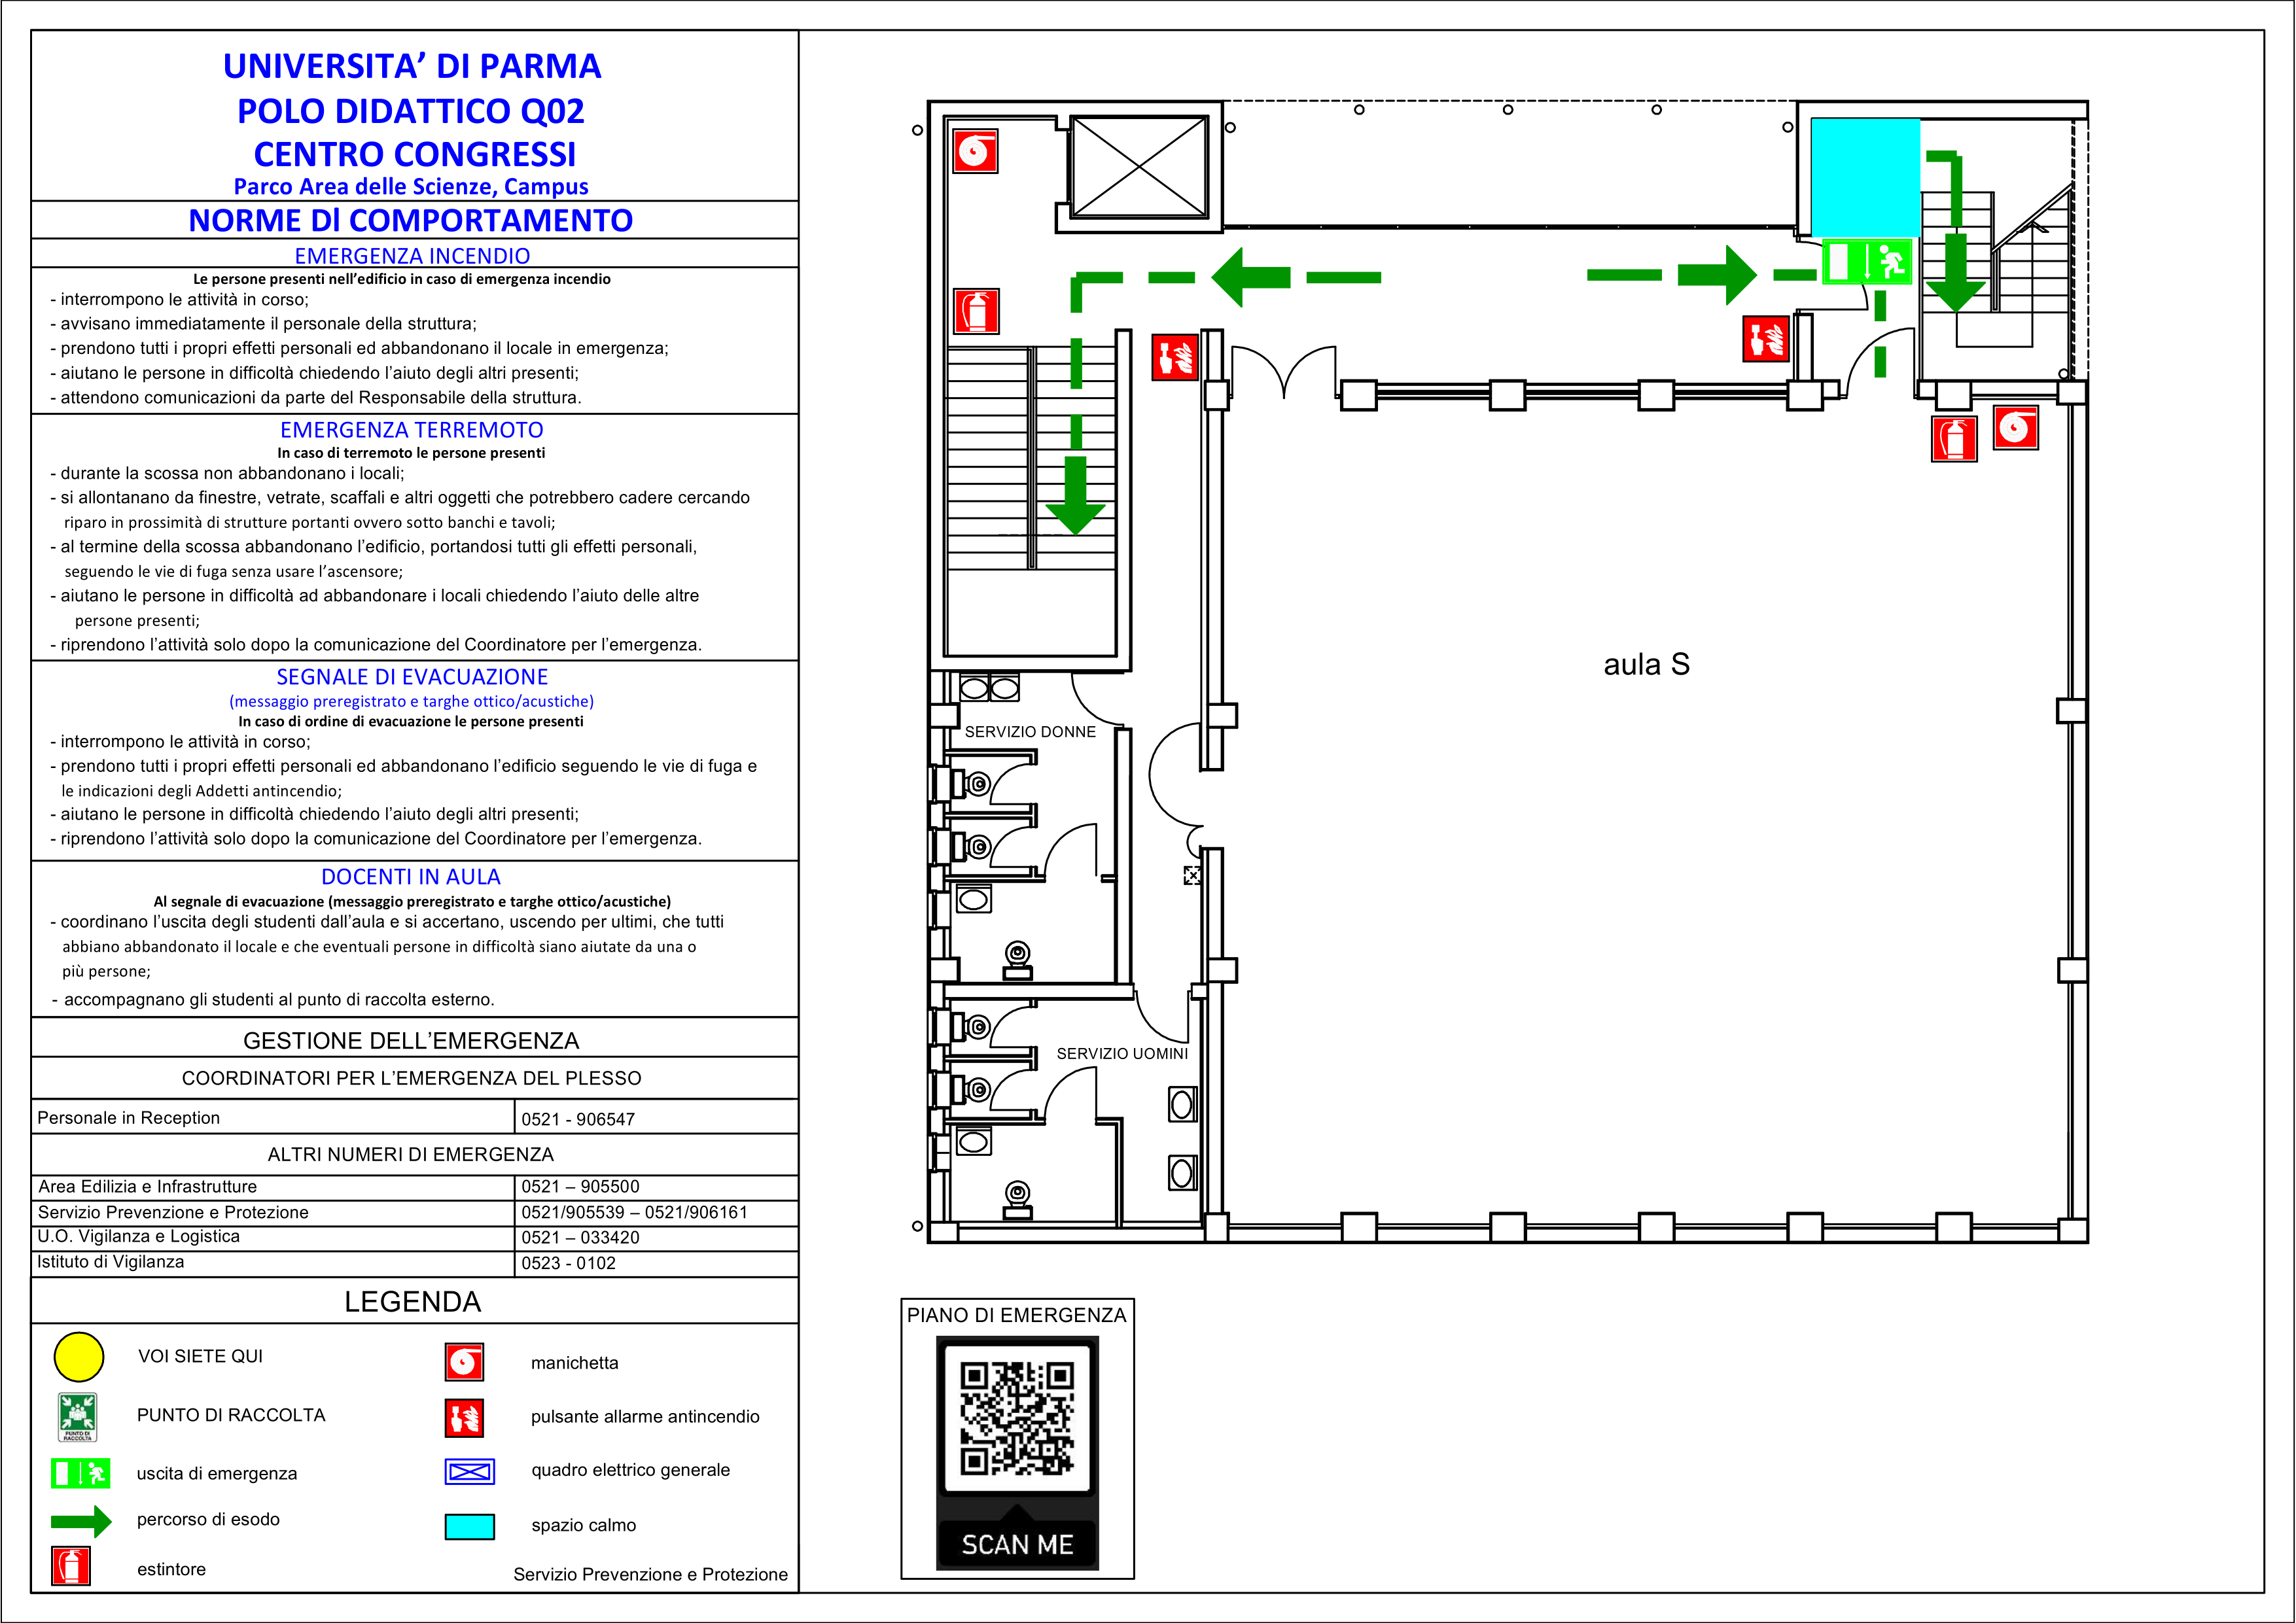 UNIVERSITA’ DI PARMA
POLO DIDATTICO Q02
CENTRO CONGRESSI
Parco Area delle Scienze, Campus
NORME DI COMPORTAMENTO
EMERGENZA INCENDIO
Le persone presenti nell’edificio in caso di emergenza incendio
- interrompono le attività in corso;
- avvisano immediatamente il personale della struttura;
- prendono tutti i propri effetti personali ed abbandonano il locale in emergenza;
- aiutano le persone in difficoltà chiedendo l’aiuto degli altri presenti;
- attendono comunicazioni da parte del Responsabile della struttura.
EMERGENZA TERREMOTO
In caso di terremoto le persone presenti
- durante la scossa non abbandonano i locali;
- si allontanano da finestre, vetrate, scaffali e altri oggetti che potrebbero cadere cercando
riparo in prossimità di strutture portanti ovvero sotto banchi e tavoli;
- al termine della scossa abbandonano l’edificio, portandosi tutti gli effetti personali,
seguendo le vie di fuga senza usare l’ascensore;
- aiutano le persone in difficoltà ad abbandonare i locali chiedendo l’aiuto delle altre
persone presenti;
- riprendono l’attività solo dopo la comunicazione del Coordinatore per l’emergenza.
SEGNALE DI EVACUAZIONE
(messaggio preregistrato e targhe ottico/acustiche)
In caso di ordine di evacuazione le persone presenti
- interrompono le attività in corso;
- prendono tutti i propri effetti personali ed abbandonano l’edificio seguendo le vie di fuga e
le indicazioni degli Addetti antincendio;
- aiutano le persone in difficoltà chiedendo l’aiuto degli altri presenti;
- riprendono l’attività solo dopo la comunicazione del Coordinatore per l’emergenza.
DOCENTI IN AULA
Al segnale di evacuazione (messaggio preregistrato e targhe ottico/acustiche)
- coordinano l’uscita degli studenti dall’aula e si accertano, uscendo per ultimi, che tutti
abbiano abbandonato il locale e che eventuali persone in difficoltà siano aiutate da una o
più persone;
- accompagnano gli studenti al punto di raccolta esterno.
GESTIONE DELL’EMERGENZA
COORDINATORI PER L’EMERGENZA DEL PLESSO
Personale in Reception 0521 - 906547
ALTRI NUMERI DI EMERGENZA
Area Edilizia e Infrastrutture 0521 – 905500
Servizio Prevenzione e Protezione 0521/905539 – 0521/906161
U.O. Vigilanza e Logistica 0521 – 033420
Istituto di Vigilanza 0523 - 0102
LEGENDA
VOI SIETE QUI
PUNTO DI RACCOLTA
PUNTO DI
RACCOLTA
uscita di emergenza
percorso di esodo
estintore
manichetta
pulsante allarme antincendio
quadro elettrico generale
spazio calmo
Servizio Prevenzione e Protezione
aula S
SERVIZIO DONNE
SERVIZIO UOMINI
PIANO DI EMERGENZA
SCAN ME